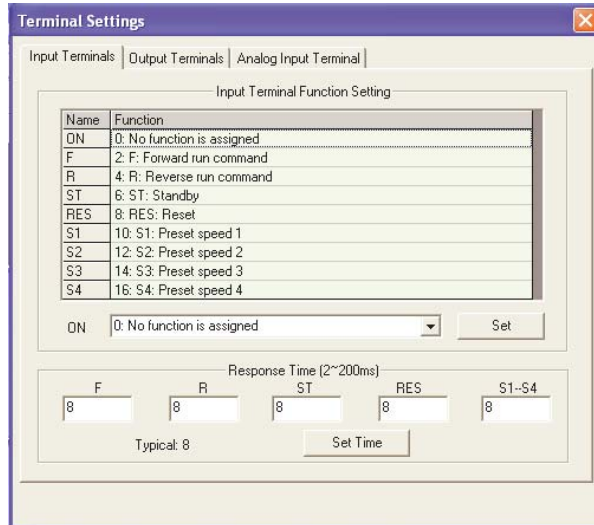 Terminal Settings
Input Terminals Output Terminals Analog Input Terminal
Input Terminal Function Setting
Name Function
ON 0: No function is assigned
F 2: F: Forward run command
R 4: R: Reverse run command
ST 6: ST: Standby
RES 8: RES: Reset
S1 10: S1: Preset speed 1
S2 12: S2: Preset speed 2
S3 14: S3: Preset speed 3
S4 16: S4: Preset speed 4
ON 0: No function is assigned Set
Response Time (2~200ms)
F R ST RES S1--S4
8 8 8 8 8
Typical: 8 Set Time